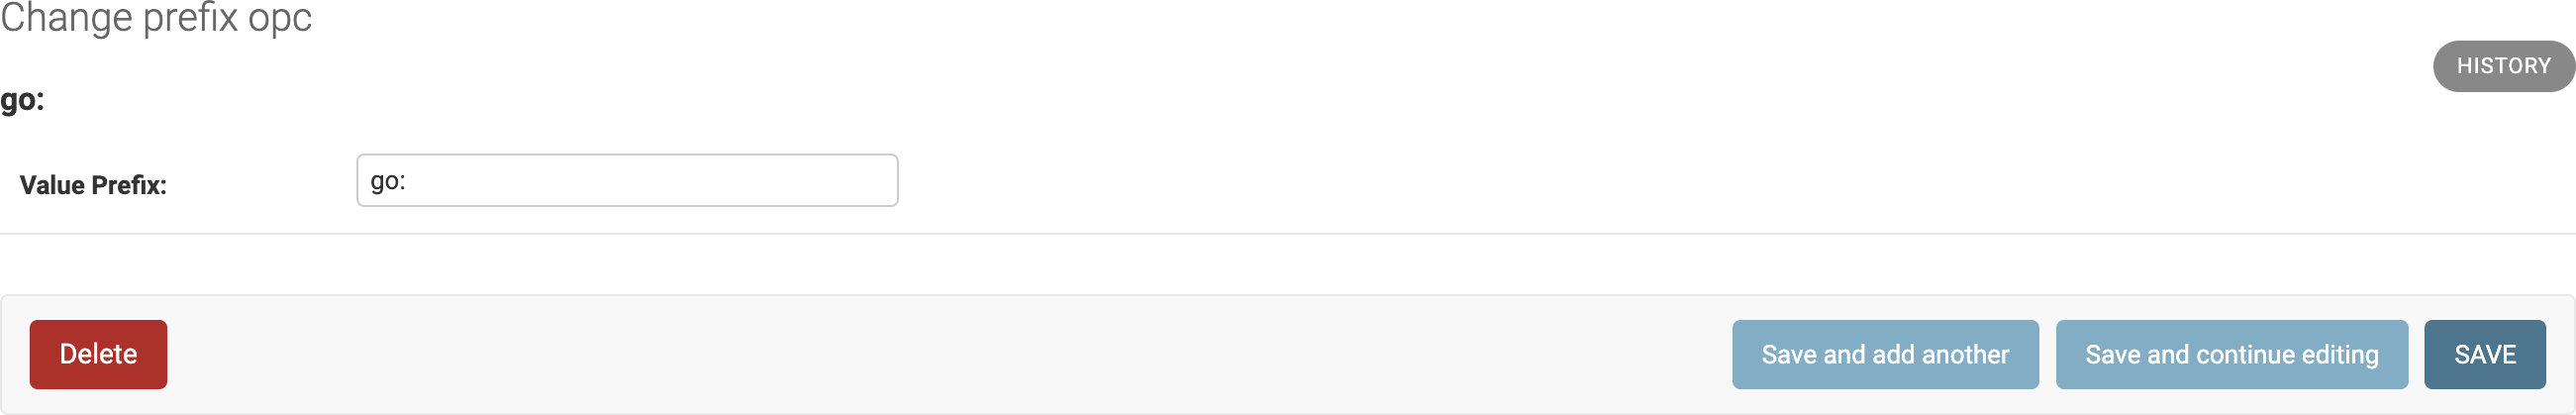 Change prefix opc
HISTORY
go:
Value Prefix:
go:
Delete
Save and add another
Save and continue editing
SAVE